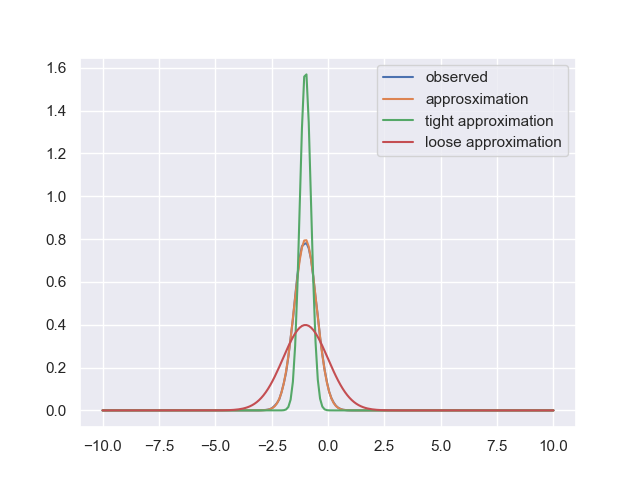 observed
approsximation
tight approximation
loose approximation
1.6
1.4
1.2
1.0
0.8
0.6
0.4
0.2
0.0
−10.0 −7.5 −5.0 −2.5 0.0 2.5 5.0 7.5 10.0